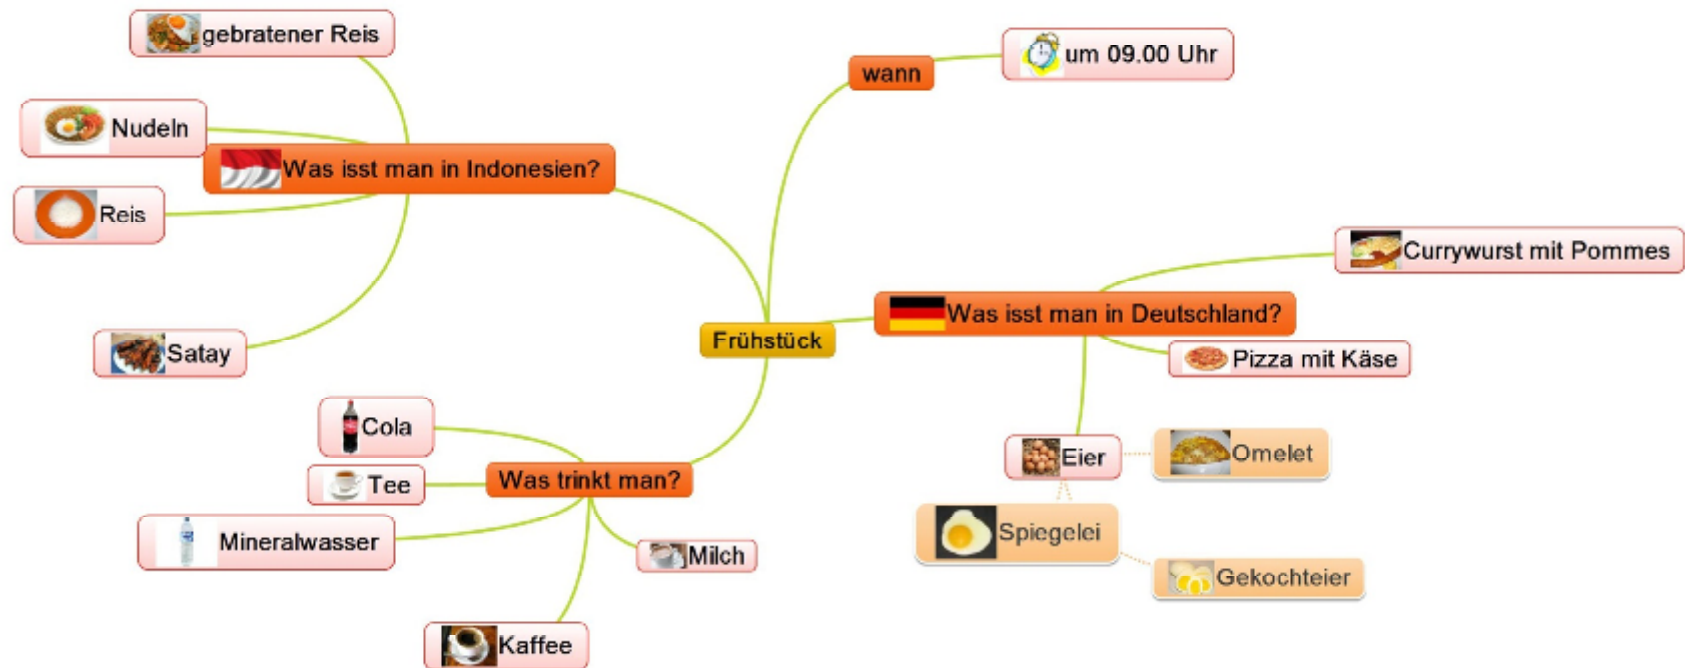 gebratener Reis
Nudeln
Was isst man in Indonesien?
Reis
Satay
wann
um 09.00 Uhr
Currywurst mit Pommes
Was isst man in Deutschland?
Frühstück
Pizza mit Käse
Eier
Omelet
Spiegelei
Gekochteier
Cola
Tee
Was trinkt man?
Mineralwasser
Milch
Kaffee